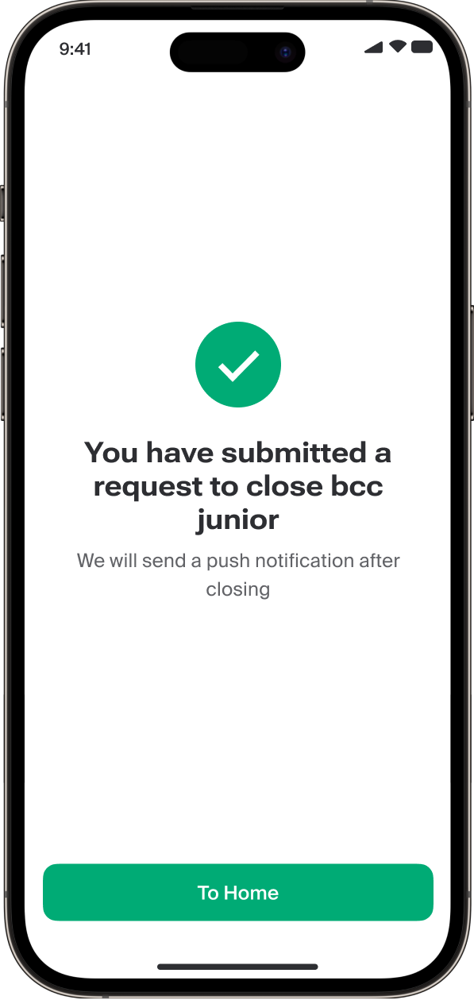 9:41
You have submitted a
request to close bcc
junior
We will send a push notification after
closing
To Home